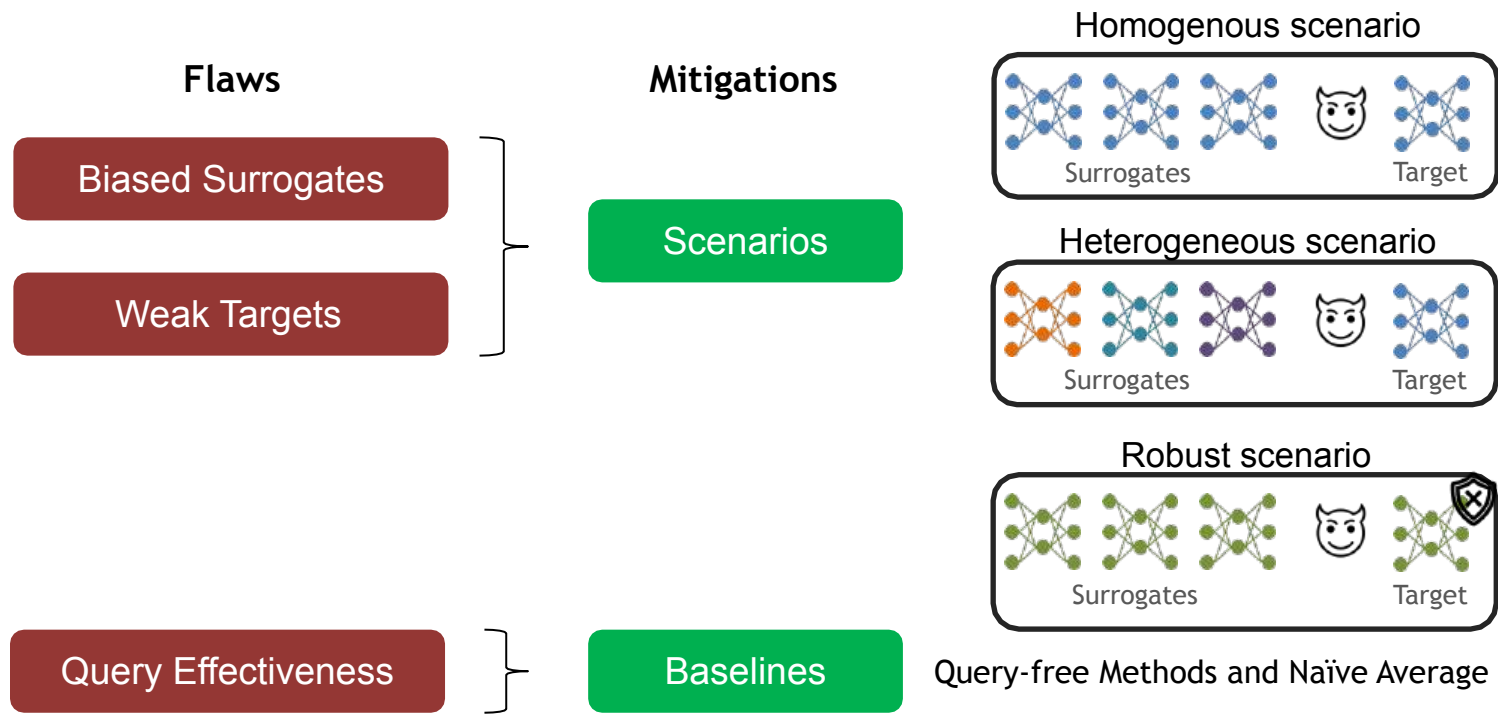 Flaws
Mitigations
Homogenous scenario
Surrogates
Target
Biased Surrogates
Weak Targets
Scenarios
Heterogeneous scenario
Surrogates
Target
Robust scenario
Surrogates
Target
Query Effectiveness
Baselines
Query-free Methods and Naïve Average